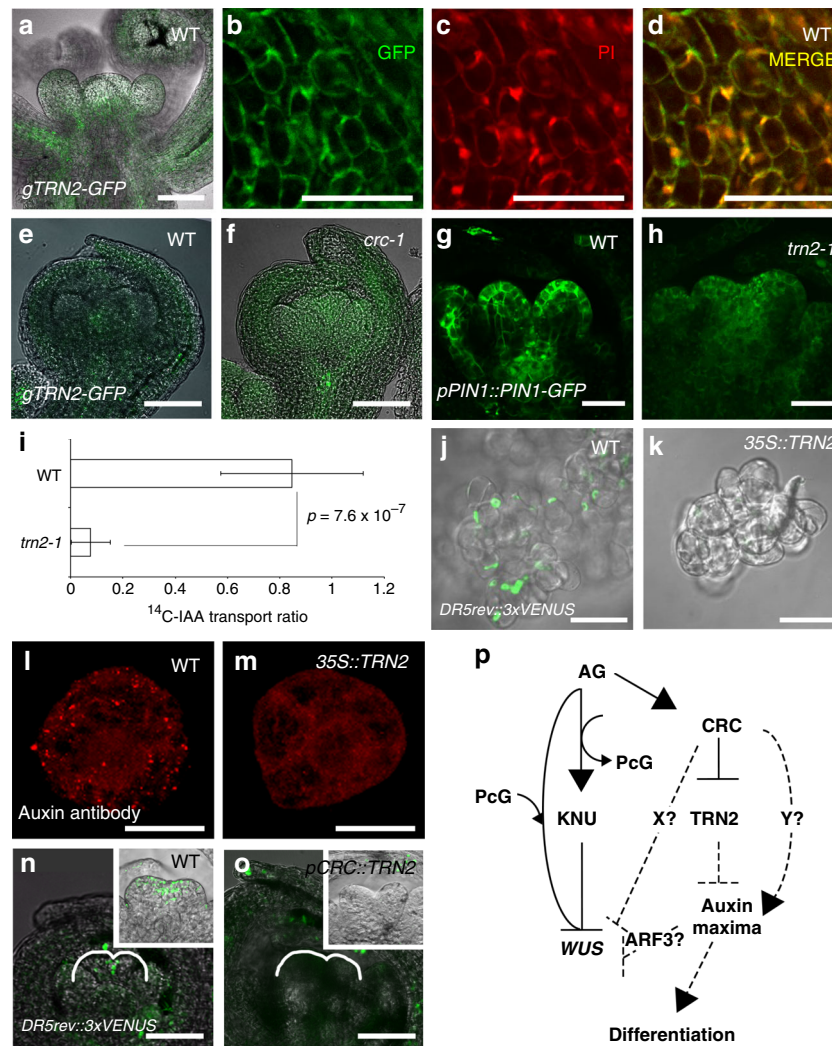 a
WT
gTRN2-GFP
b
GFP
c
PI
d
WT
MERGE
e
WT
gTRN2-GFP
f
crc-1
g
WT
pPIN1::PIN1-GFP
h
trn2-1
i
WT
trn2-1
p = 7.6 x 10⁻⁷
0 0.2 0.4 0.6 0.8 1 1.2
¹⁴C-IAA transport ratio
j
WT
DR5rev::3xVENUS
k
35S::TRN2
l
WT
Auxin antibody
m
35S::TRN2
n
WT
DR5rev::3xVENUS
o
pCRC::TRN2
p
AG
CRC
PcG
PcG
KNU
X?
TRN2
Y?
Auxin
maxima
WUS
ARF3?
Differentiation